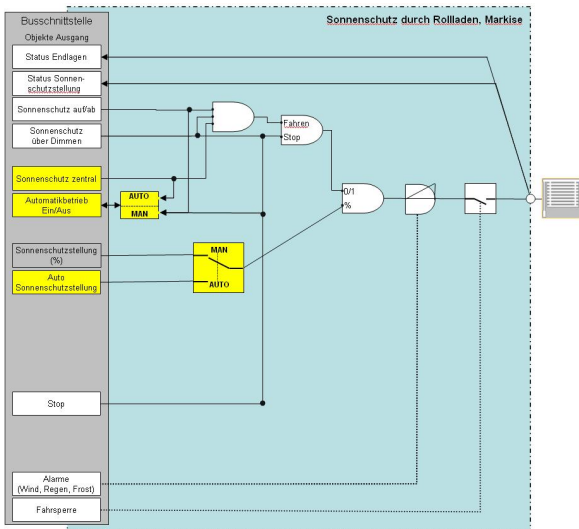 Busschnittstelle
Sonnenschutz durch Rollladen, Markise
Objekte Ausgang
Status Endlagen
Status Sonnen-
schutzstellung
Sonnenschutz auf/ab
Sonnenschutz
über Dimmen
Fahren
Stop
Sonnenschutz zentral
Automatikbetrieb
Ein/Aus
AUTO
MAN
0/1
%
Sonnenschutzstellung
(%)
Auto
Sonnenschutzstellung
MAN
AUTO
Stop
Alarme
(Wind, Regen, Frost)
Fahrsperre